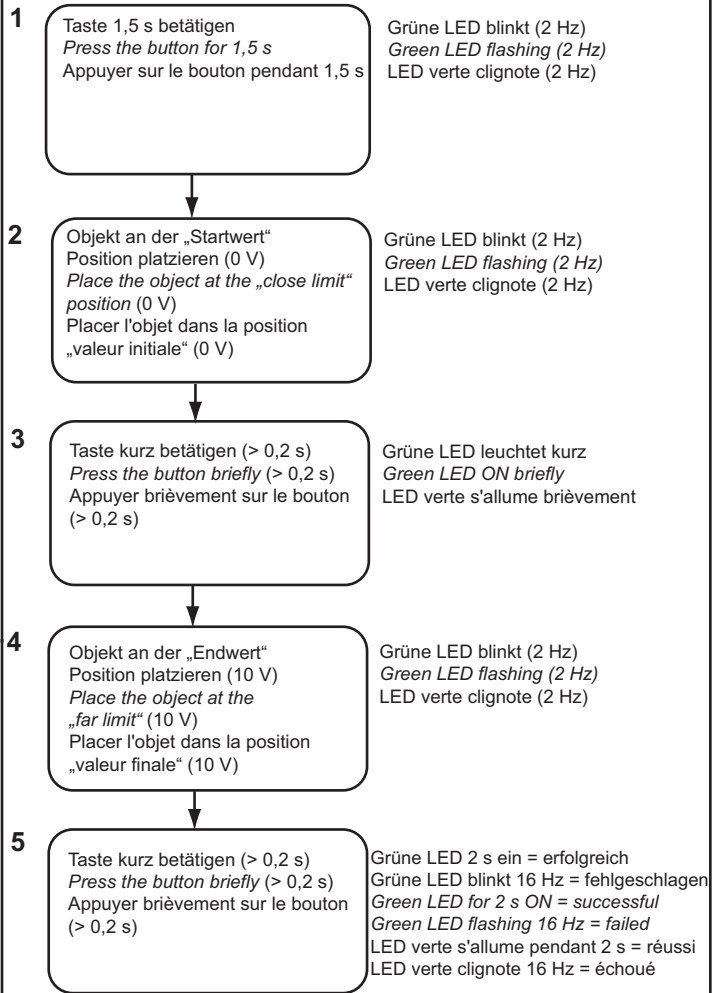 1
Taste 1,5 s betätigen
Press the button for 1,5 s
Appuyer sur le bouton pendant 1,5 s
Grüne LED blinkt (2 Hz)
Green LED flashing (2 Hz)
LED verte clignote (2 Hz)
2
Objekt an der „Startwert“
Position platzieren (0 V)
Place the object at the „close limit“
position (0 V)
Placer l'objet dans la position
„valeur initiale“ (0 V)
Grüne LED blinkt (2 Hz)
Green LED flashing (2 Hz)
LED verte clignote (2 Hz)
3
Taste kurz betätigen (> 0,2 s)
Press the button briefly (> 0,2 s)
Appuyer brièvement sur le bouton
(> 0,2 s)
Grüne LED leuchtet kurz
Green LED ON briefly
LED verte s'allume brièvement
4
Objekt an der „Endwert“
Position platzieren (10 V)
Place the object at the
„far limit“ (10 V)
Placer l'objet dans la position
„valeur finale“ (10 V)
Grüne LED blinkt (2 Hz)
Green LED flashing (2 Hz)
LED verte clignote (2 Hz)
5
Taste kurz betätigen (> 0,2 s)
Press the button briefly (> 0,2 s)
Appuyer brièvement sur le bouton
(> 0,2 s)
Grüne LED 2 s ein = erfolgreich
Grüne LED blinkt 16 Hz = fehlgeschlagen
Green LED for 2 s ON = successful
Green LED flashing 16 Hz = failed
LED verte s'allume pendant 2 s = réussi
LED verte clignote 16 Hz = échoué